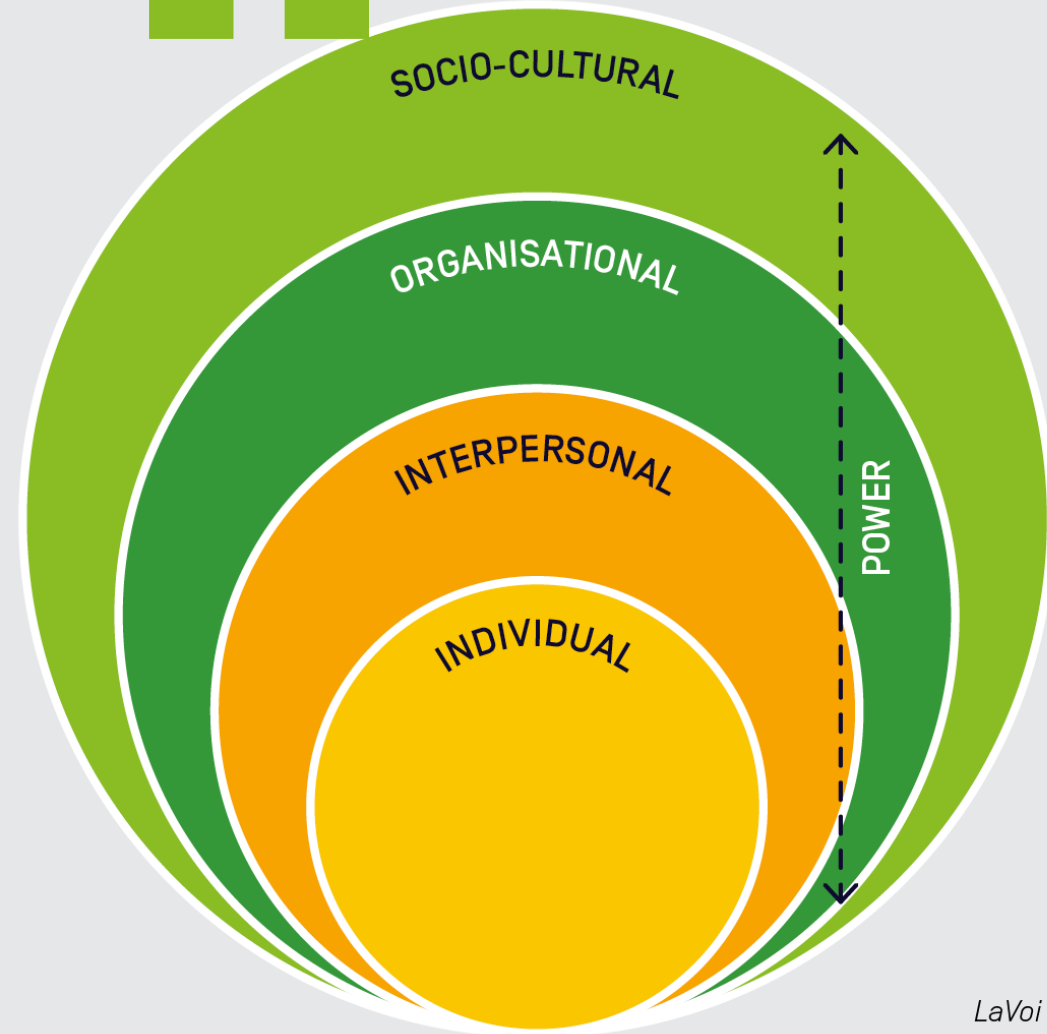 SOCIO-CULTURAL
ORGANISATIONAL
INTERPERSONAL
POWER
INDIVIDUAL
LaVoi